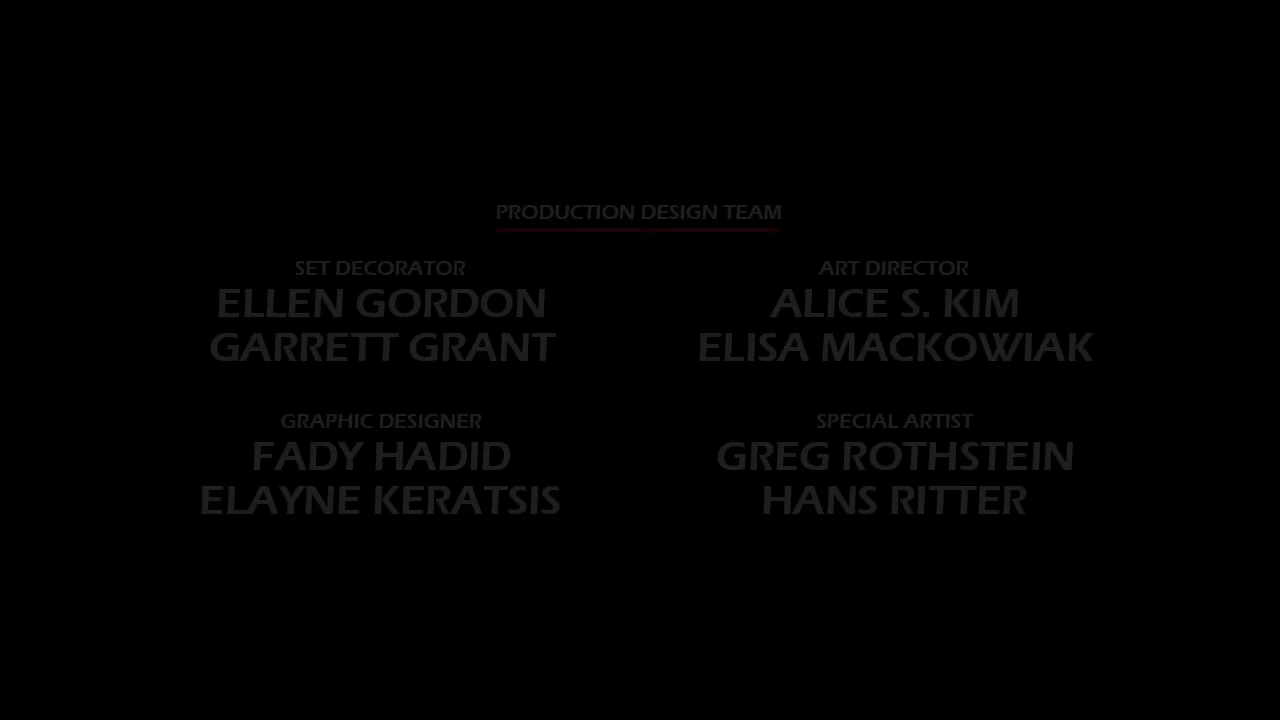 PRODUCTION DESIGN TEAM
SET DECORATOR
ELLEN GORDON
GARRETT GRANT
ART DIRECTOR
ALICE S. KIM
ELISA MACKOWIAK
GRAPHIC DESIGNER
FADY HADID
ELAYNE KERATSIS
SPECIAL ARTIST
GREG ROTHSTEIN
HANS RITTER